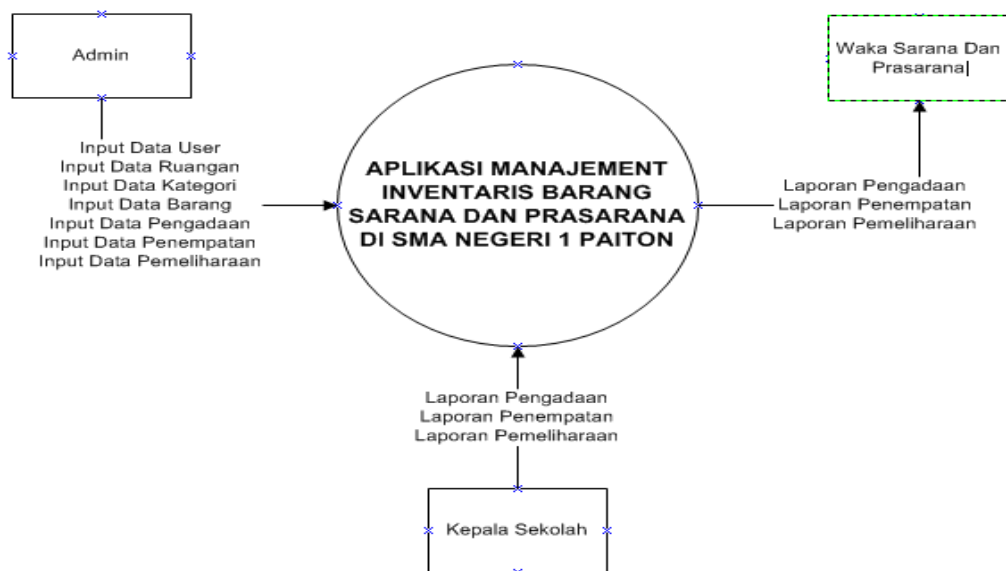 Admin
Input Data User
Input Data Ruangan
Input Data Kategori
Input Data Barang
Input Data Pengadaan
Input Data Penempatan
Input Data Pemeliharaan
APLIKASI MANAJEMENT
INVENTARIS BARANG
SARANA DAN PRASARANA
DI SMA NEGERI 1 PAITON
Waka Sarana Dan
Prasarana
Laporan Pengadaan
Laporan Penempatan
Laporan Pemeliharaan
Laporan Pengadaan
Laporan Penempatan
Laporan Pemeliharaan
Kepala Sekolah